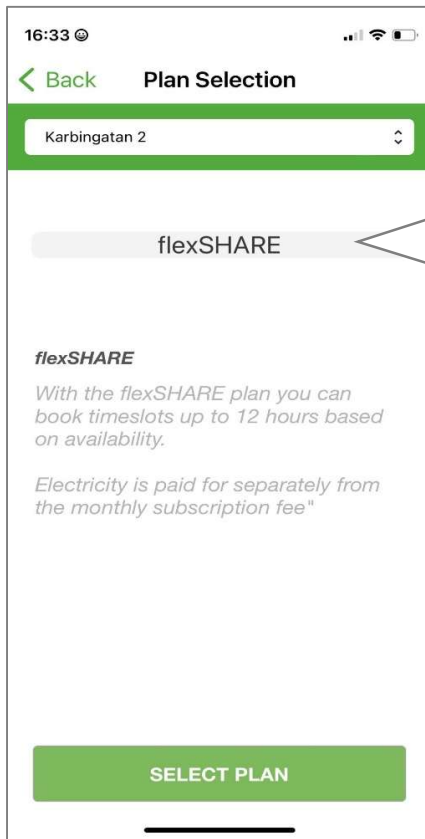 16:33
Back Plan Selection
Karbingatan 2
flexSHARE
flexSHARE
With the flexSHARE plan you can
book timeslots up to 12 hours based
on availability.
Electricity is paid for separately from
the monthly subscription fee"
SELECT PLAN